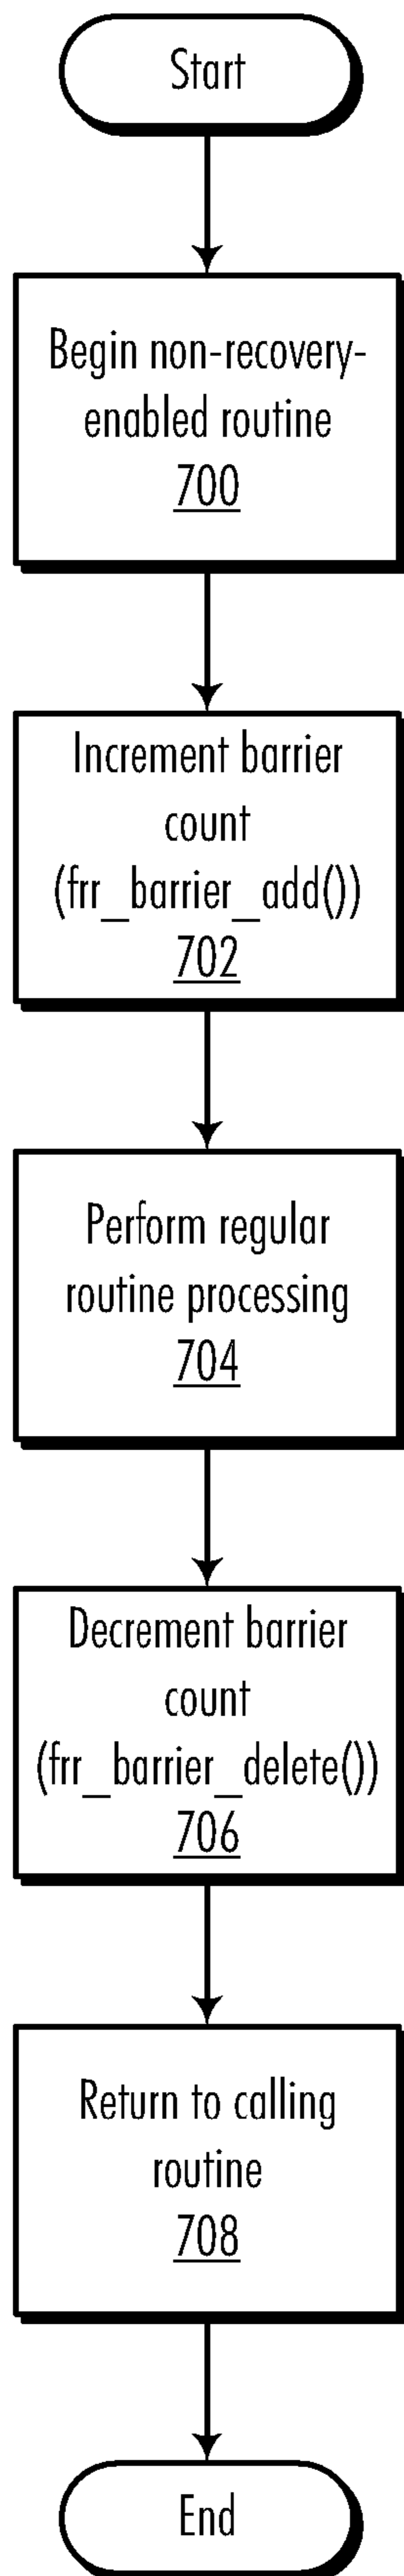 Start
Begin non-recovery-
enabled routine
700
Increment barrier
count
(frr_barrier_add())
702
Perform regular
routine processing
704
Decrement barrier
count
(frr_barrier_delete())
706
Return to calling
routine
708
End